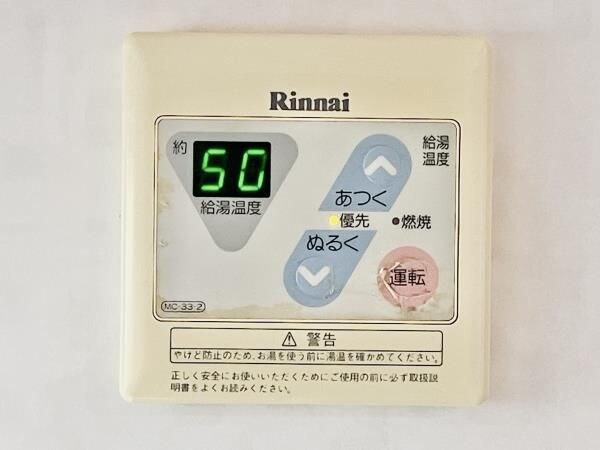 Rinnai
約
50
給湯温度
給湯
温度
あつく
優先
燃焼
ぬるく
運転
MC-33-2
⚠ 警告
やけど防止のため、お湯を使う前に湯温を確かめてください。
正しく安全にお使いいただくためにご使用の前に必ず取扱説
明書をよくお読みください。